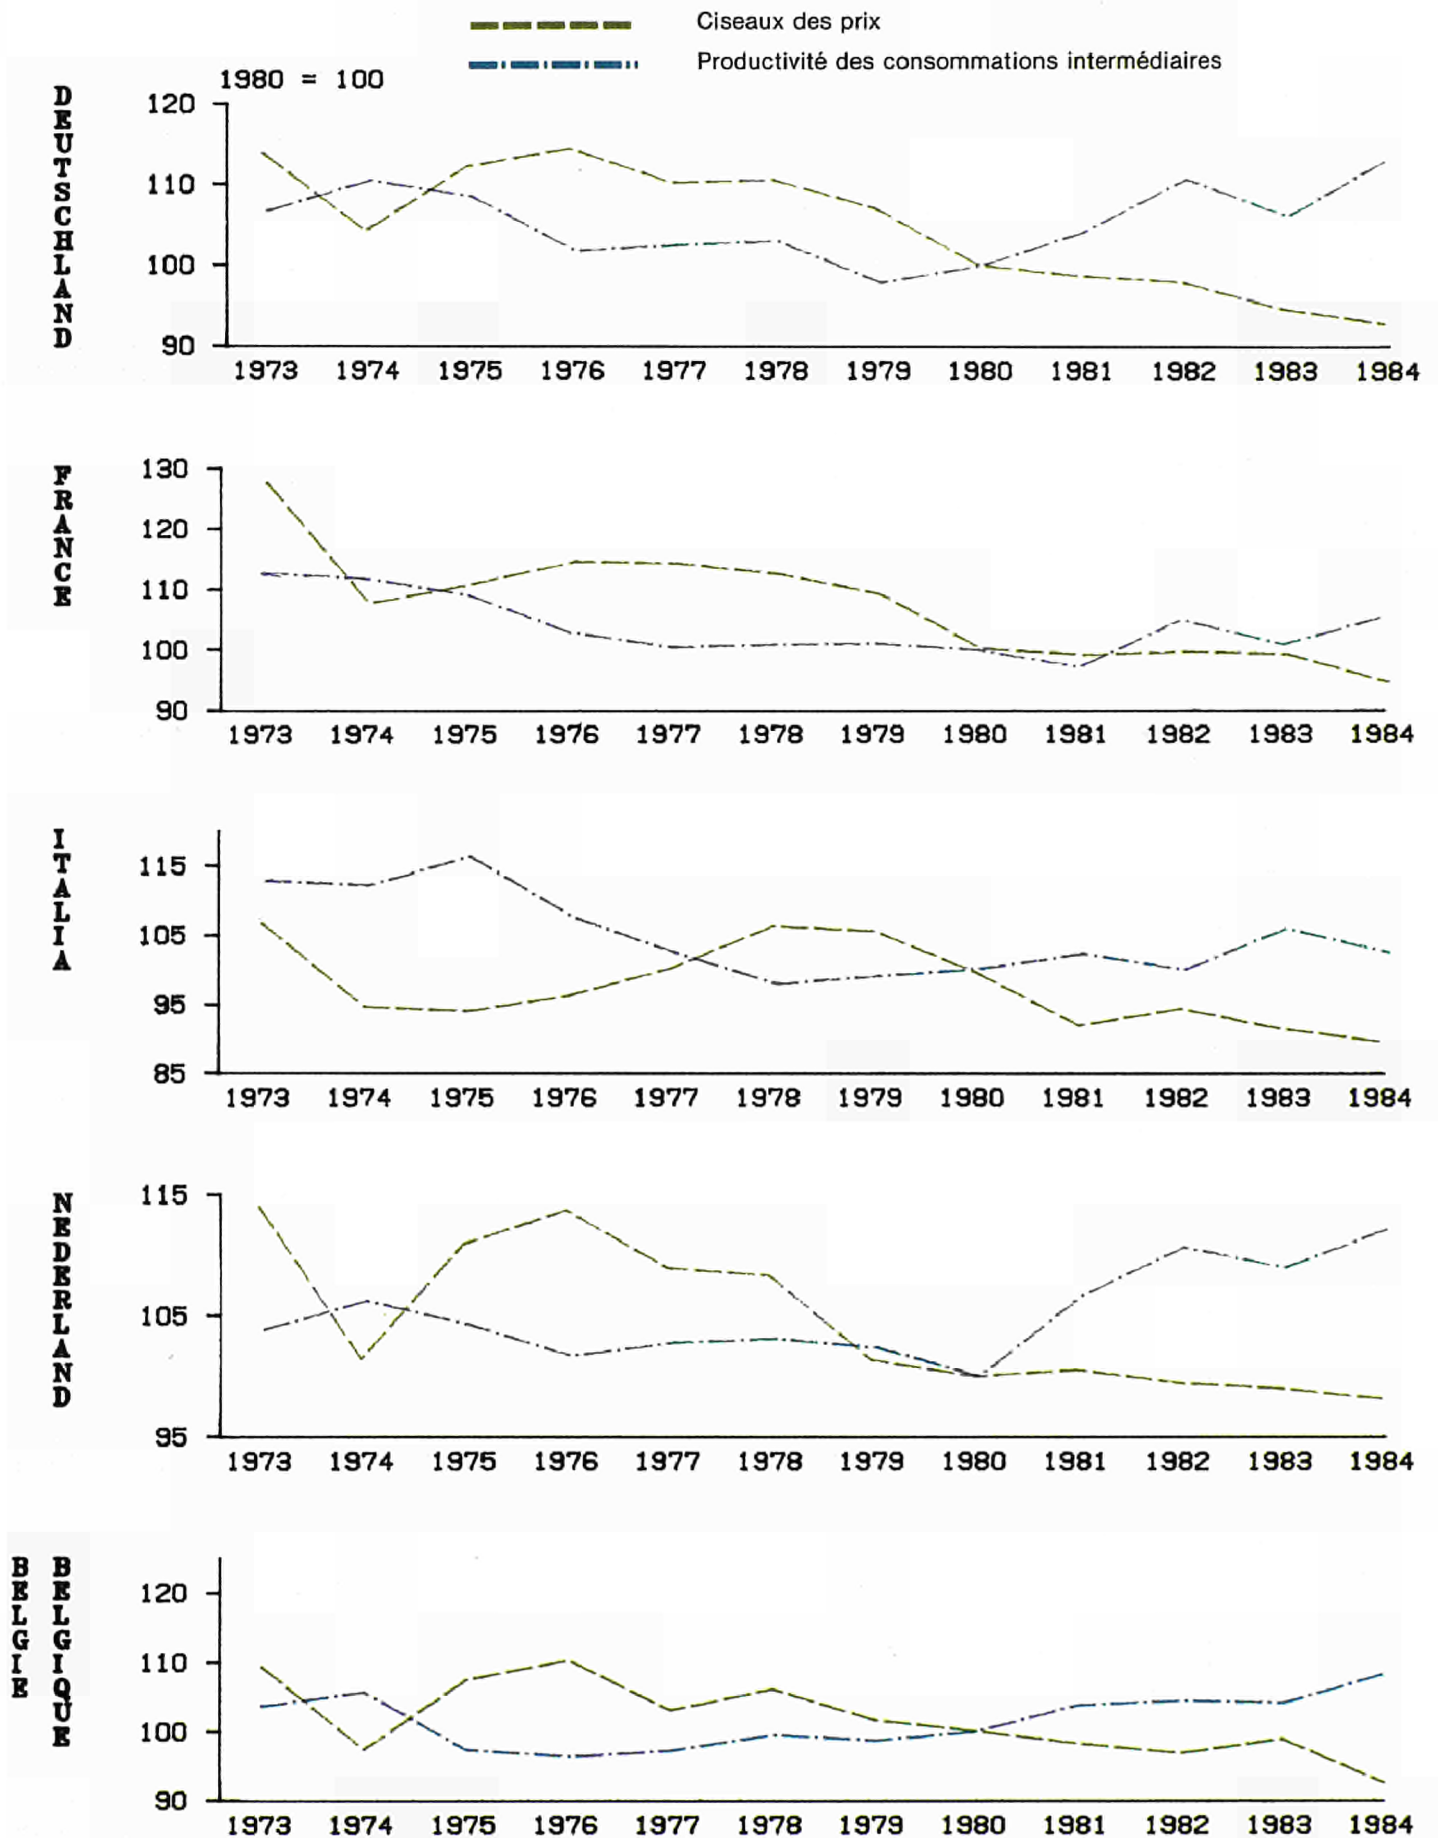 Ciseaux des prix
Productivité des consommations intermédiaires
1980 = 100
DEUTSCHLAND
120
110
100
90
1973 1974 1975 1976 1977 1978 1979 1980 1981 1982 1983 1984
FRANCE
130
120
110
100
90
1973 1974 1975 1976 1977 1978 1979 1980 1981 1982 1983 1984
ITALIA
115
105
95
85
1973 1974 1975 1976 1977 1978 1979 1980 1981 1982 1983 1984
NEDERLAND
115
105
95
1973 1974 1975 1976 1977 1978 1979 1980 1981 1982 1983 1984
BELGIE
BELGIQUE
120
110
100
90
1973 1974 1975 1976 1977 1978 1979 1980 1981 1982 1983 1984